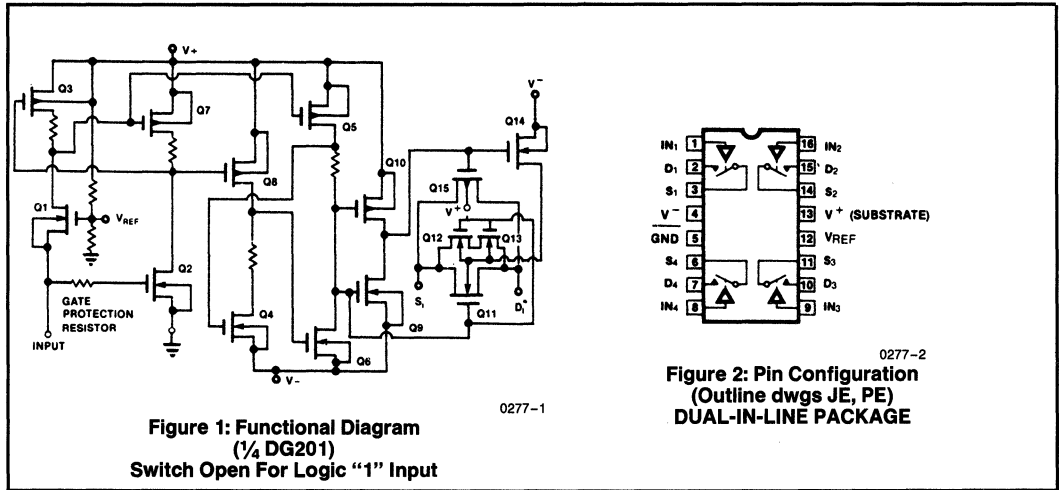 V+
Q3
Q7
Q5
Q10
Q8
Q1
VREF
Q2
GATE
PROTECTION
RESISTOR
INPUT
Q4
Q6
Q9
V-
V-
Q14
Q15
V+
Q12
Q13
Si
Di
Q11
0277-1
Figure 1: Functional Diagram
(¼ DG201)
Switch Open For Logic “1” Input
IN1 1
D1 2
S1 3
V- 4
GND 5
S4 6
D4 7
IN4 8
16 IN2
15 D2
14 S2
13 V+ (SUBSTRATE)
12 VREF
11 S3
10 D3
9 IN3
0277-2
Figure 2: Pin Configuration
(Outline dwgs JE, PE)
DUAL-IN-LINE PACKAGE